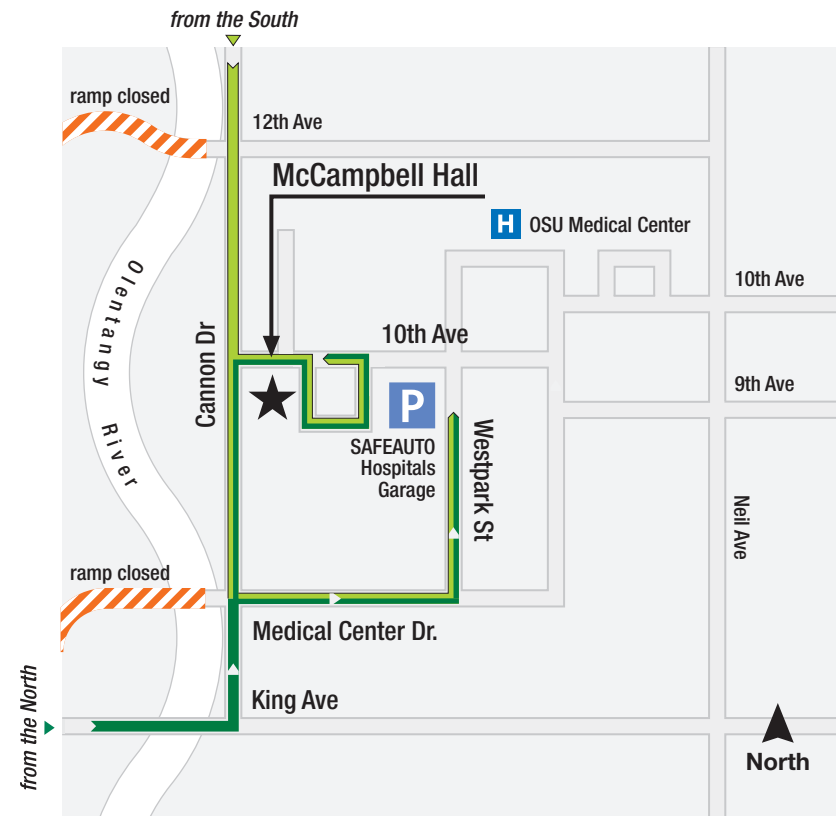 from the South
ramp closed
12th Ave
McCampbell Hall
H OSU Medical Center
10th Ave
Olentangy River
Cannon Dr
10th Ave
9th Ave
P
SAFEAUTO
Hospitals
Garage
Westpark St
Neil Ave
ramp closed
Medical Center Dr.
from the North
King Ave
North